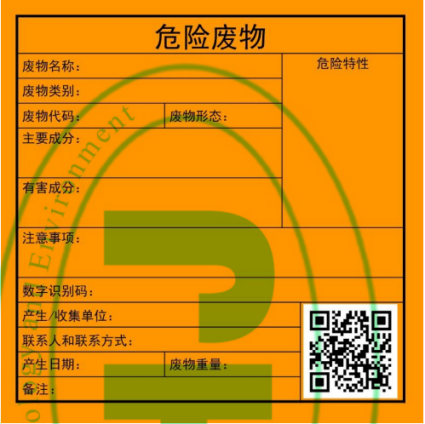 危险废物
废物名称：
危险特性
废物类别：
废物代码：
废物形态：
主要成分：
有害成分：
注意事项：
数字识别码：
产生/收集单位：
联系人和联系方式：
产生日期：
废物重量：
备注：
and Environment